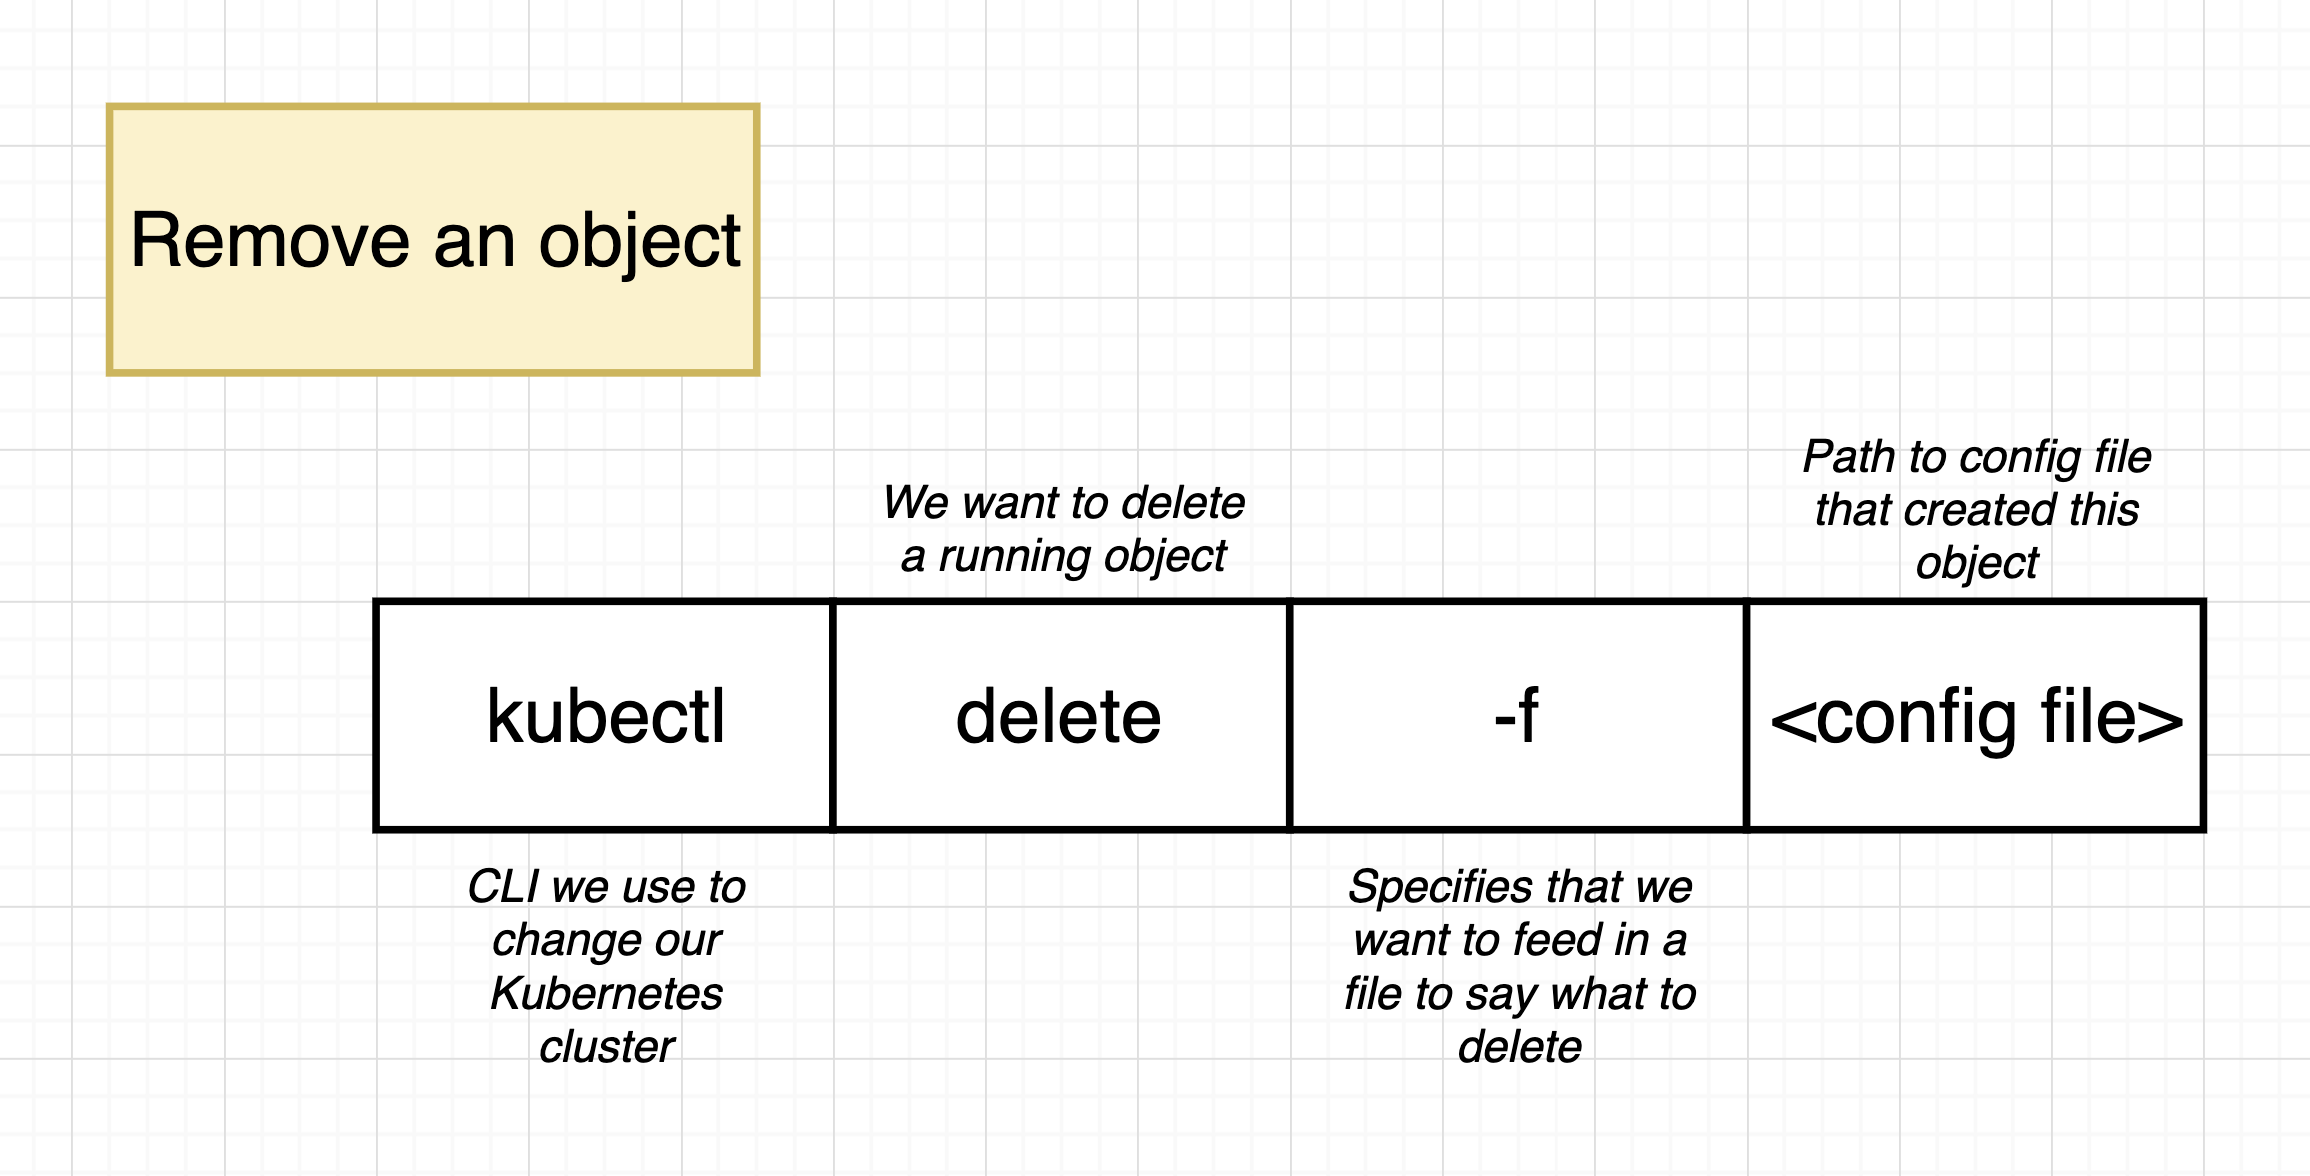 Remove an object
We want to delete
a running object
Path to config file
that created this
object
kubectl
delete
-f
<config file>
CLI we use to
change our
Kubernetes
cluster
Specifies that we
want to feed in a
file to say what to
delete